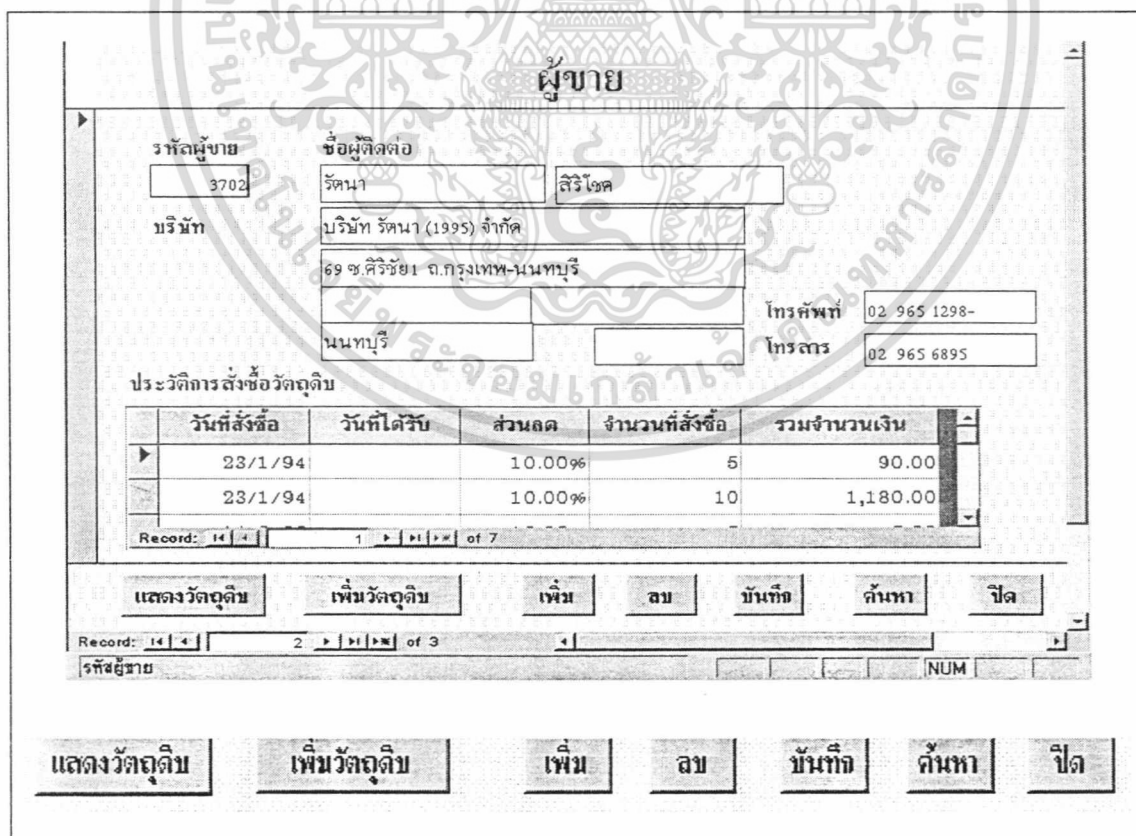 ผู้ขาย
รหัสผู้ขาย ชื่อผู้ติดต่อ
3702 รัตนา สิริโชค
บริษัท บริษัท รัตนา (1995) จำกัด
69 ซ.ศิริชัย1 ถ.กรุงเทพ-นนทบุรี
โทรศัพท์ 02 965 1298-
นนทบุรี โทรสาร 02 965 6895
ประวัติการสั่งซื้อวัตถุดิบ
วันที่สั่งซื้อ วันที่ได้รับ ส่วนลด จำนวนที่สั่งซื้อ รวมจำนวนเงิน
23/1/94 10.00% 5 90.00
23/1/94 10.00% 10 1,180.00
Record: 1 of 7
แสดงวัตถุดิบ เพิ่มวัตถุดิบ เพิ่ม ลบ บันทึก ค้นหา ปิด
Record: 2 of 3
รหัสผู้ขาย NUM
แสดงวัตถุดิบ เพิ่มวัตถุดิบ เพิ่ม ลบ บันทึก ค้นหา ปิด